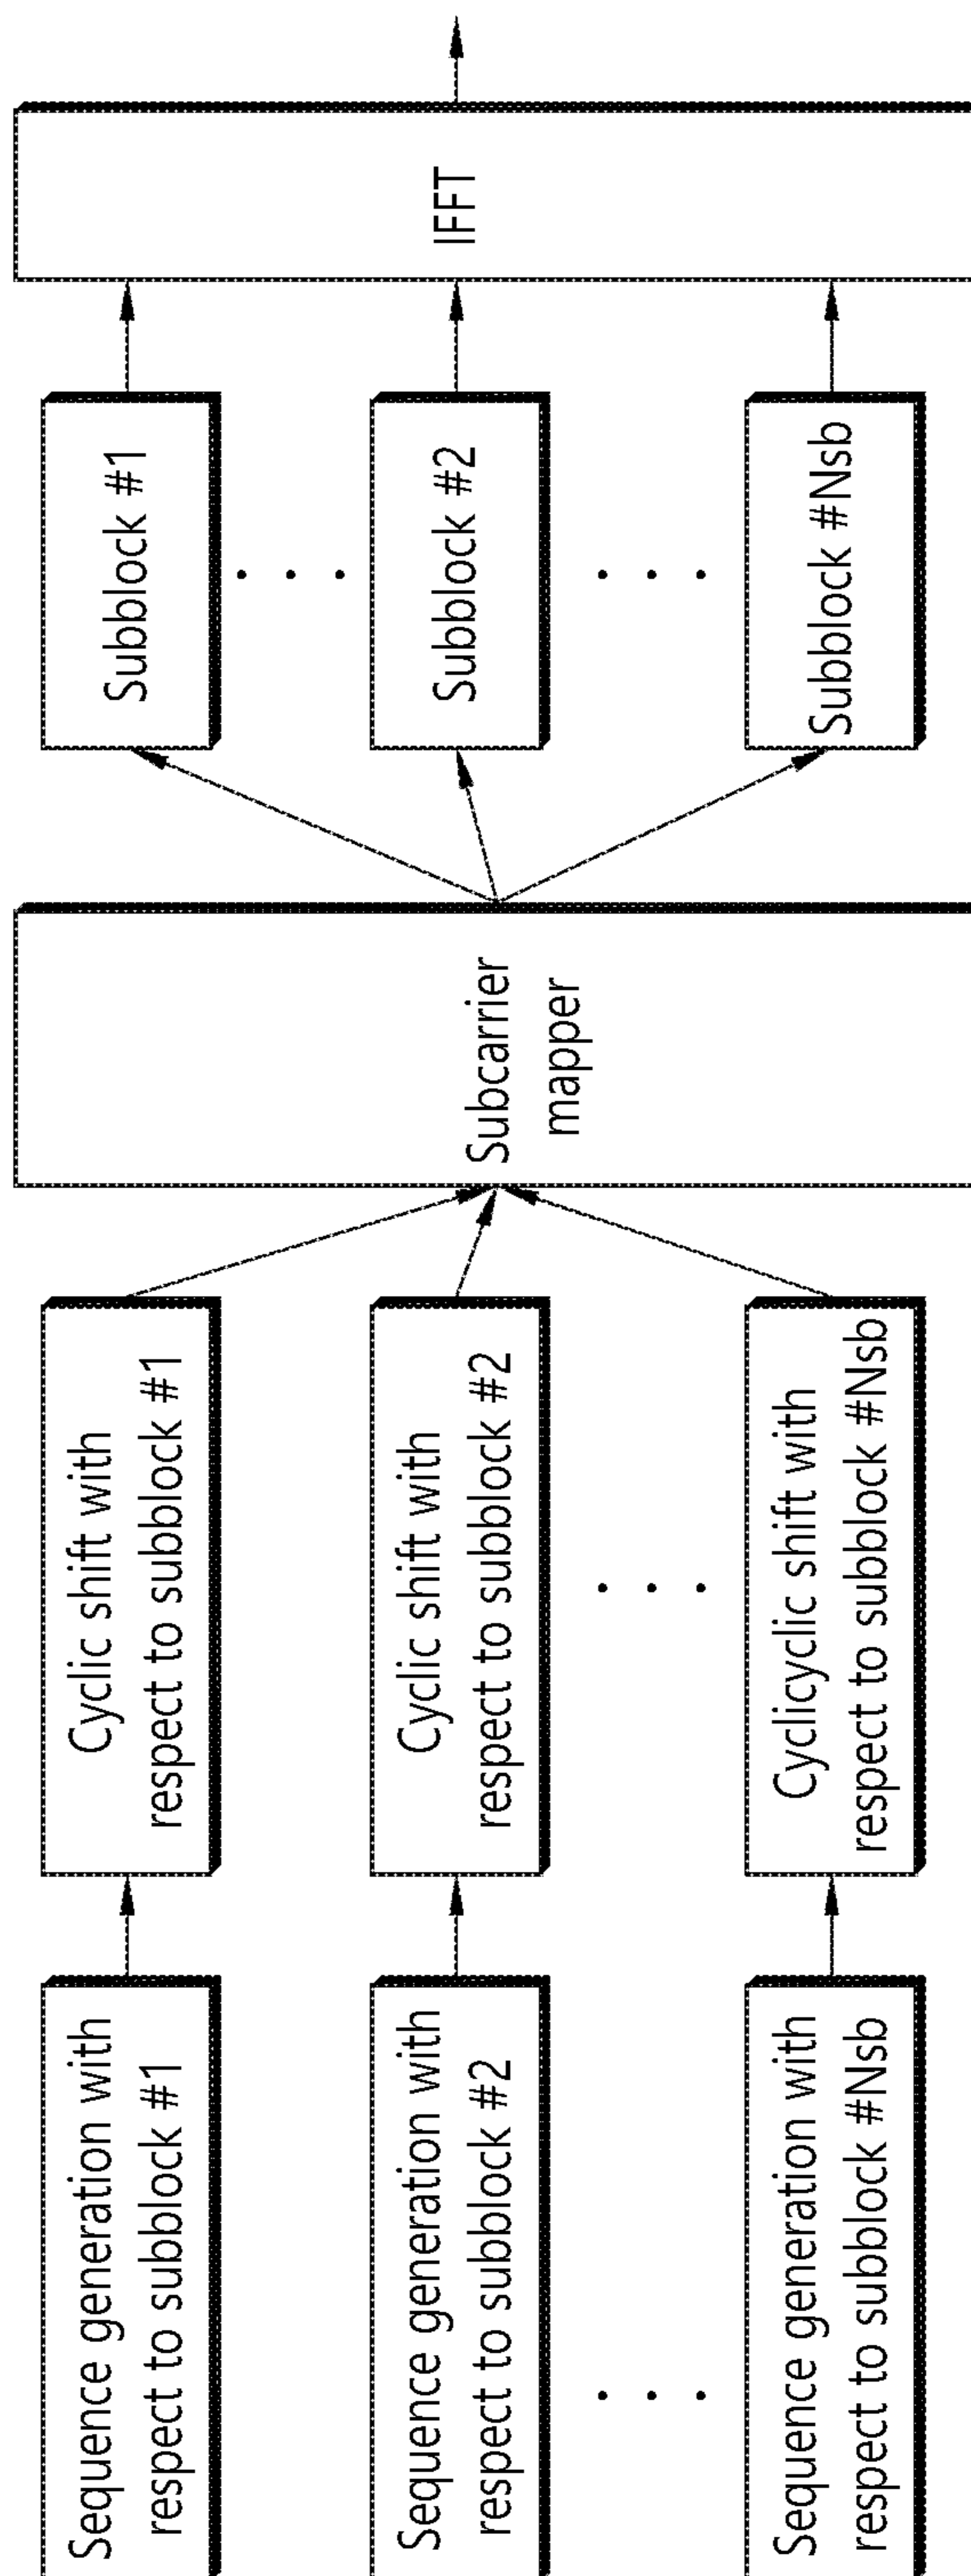 Sequence generation with
respect to subblock #1
Cyclic shift with
respect to subblock #1
Subcarrier
mapper
Subblock #1
IFFT
Sequence generation with
respect to subblock #2
Cyclic shift with
respect to subblock #2
Subblock #2
Sequence generation with
respect to subblock #Nsb
Cyclicyclic shift with
respect to subblock #Nsb
Subblock #Nsb